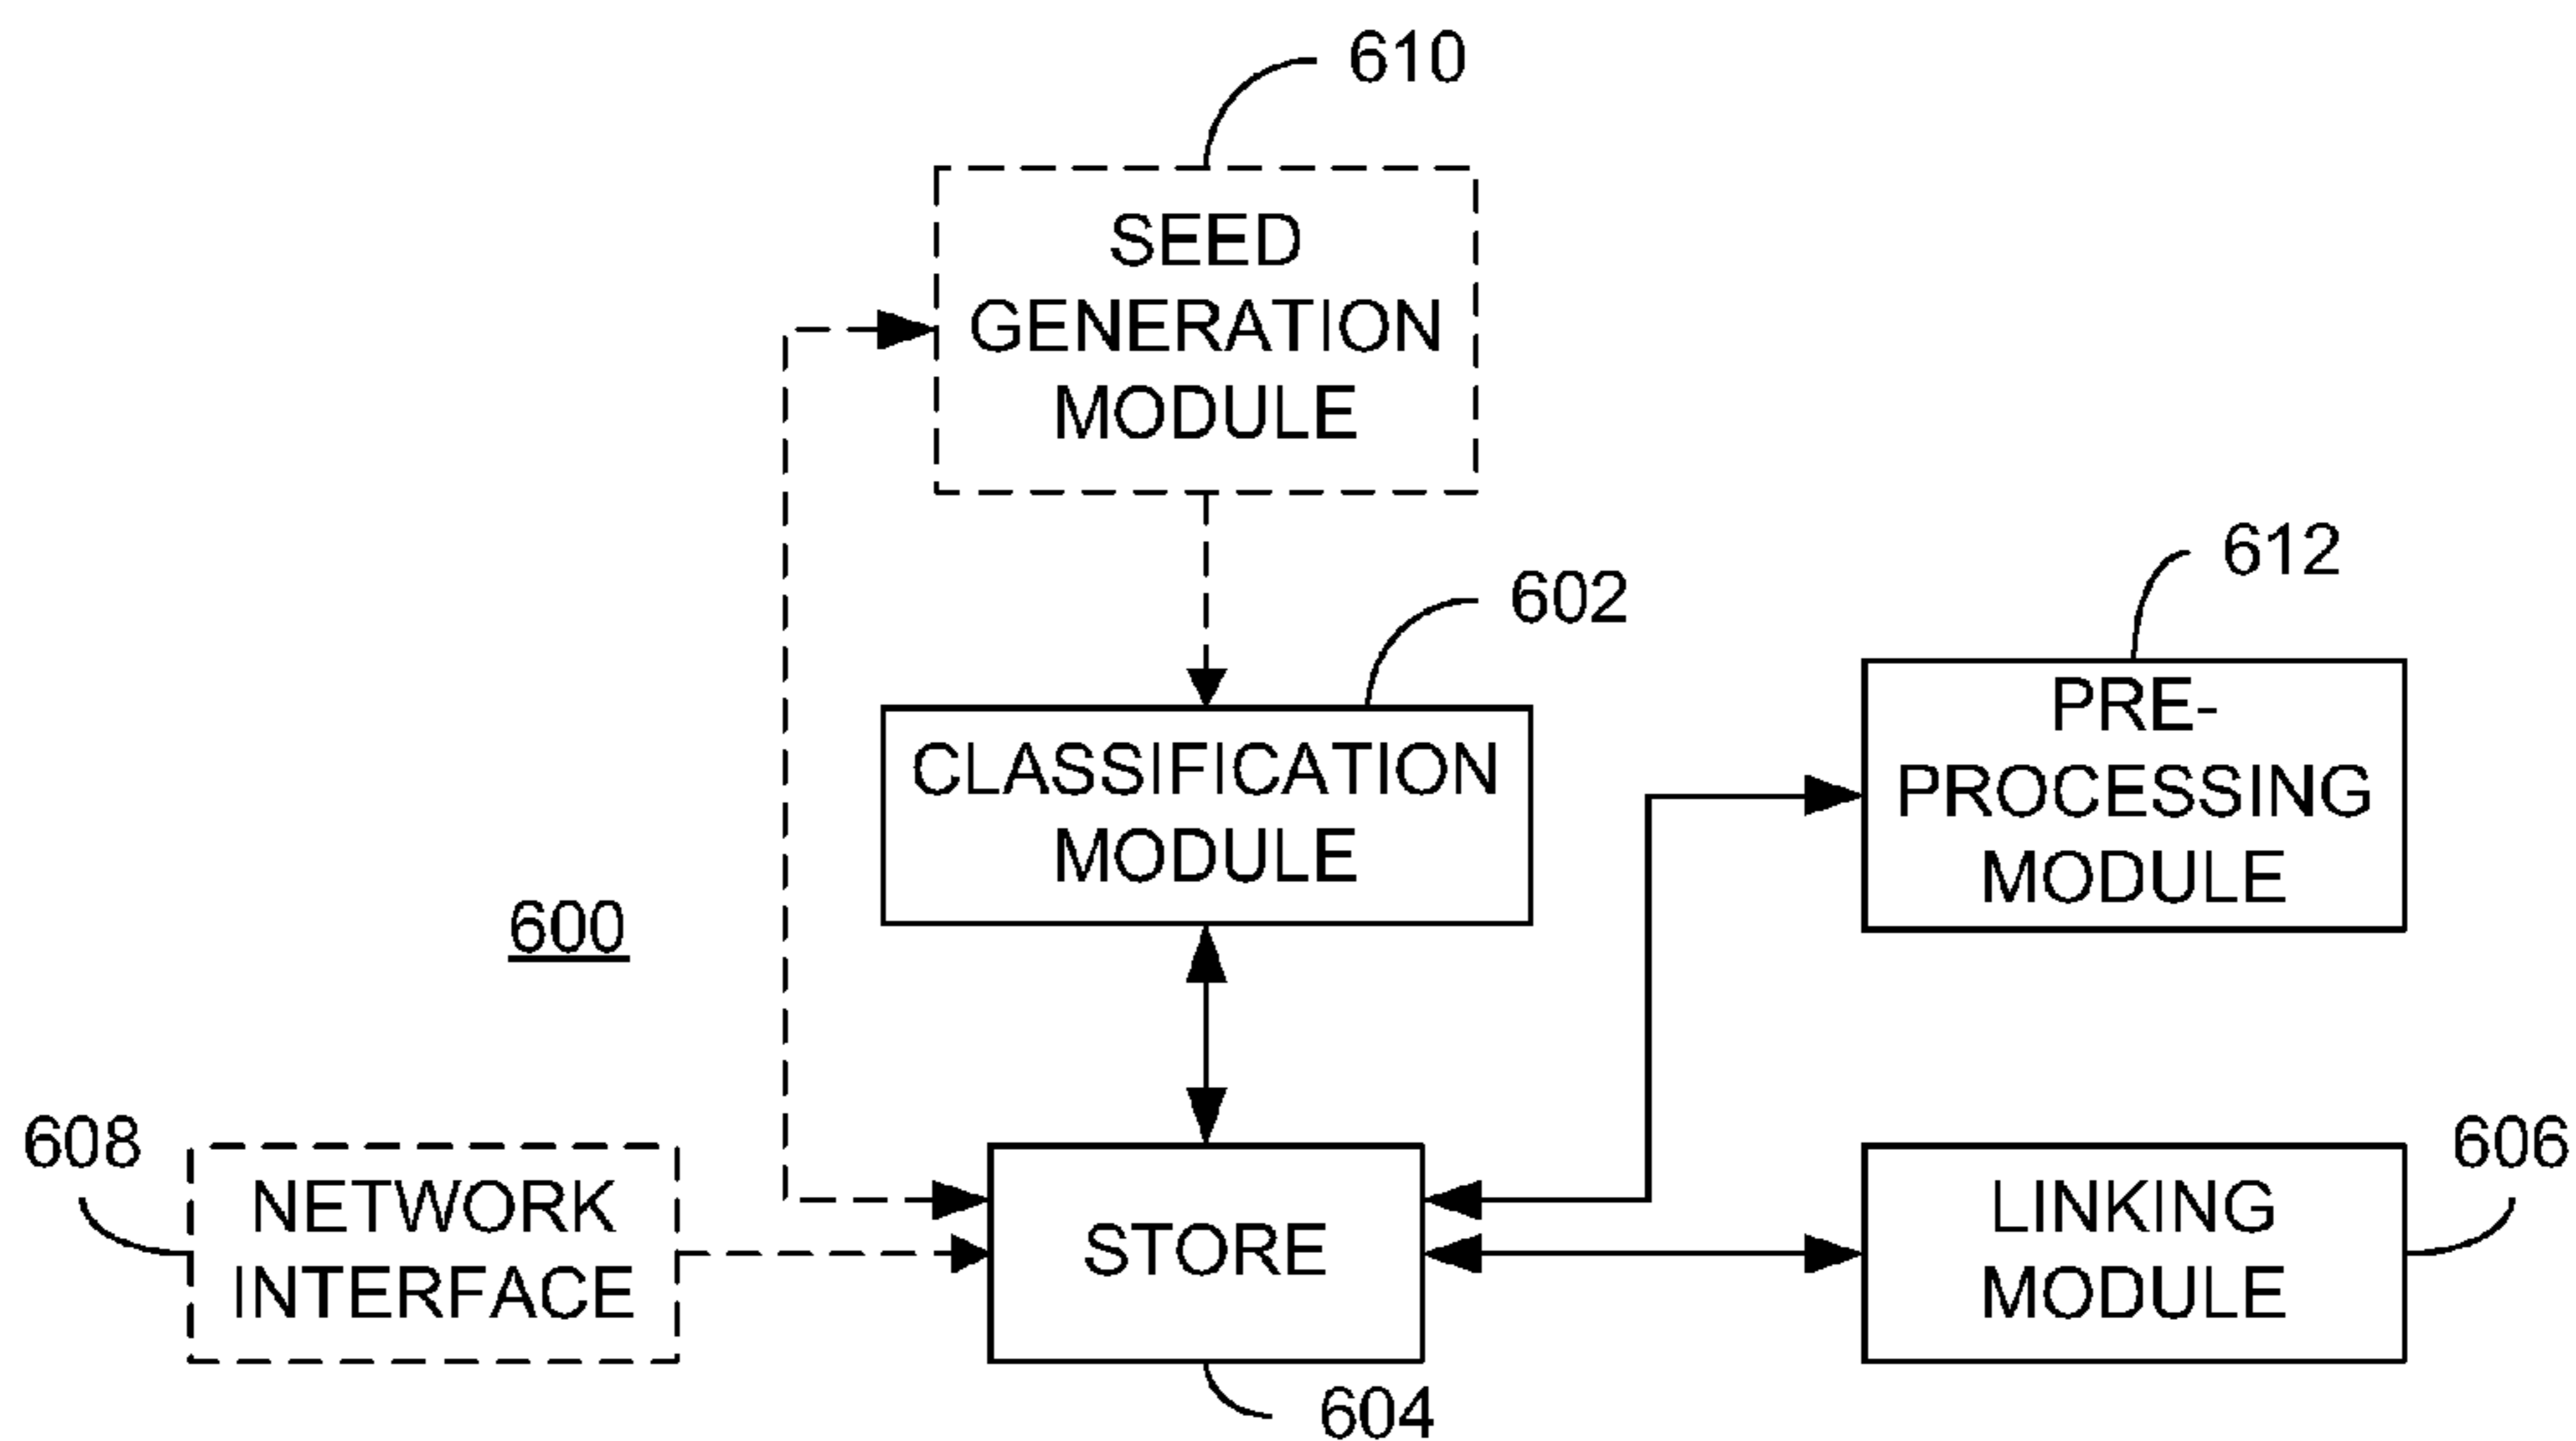 610
SEED
GENERATION
MODULE
602
CLASSIFICATION
MODULE
612
PRE-
PROCESSING
MODULE
600
608
NETWORK
INTERFACE
STORE
604
LINKING
MODULE
606